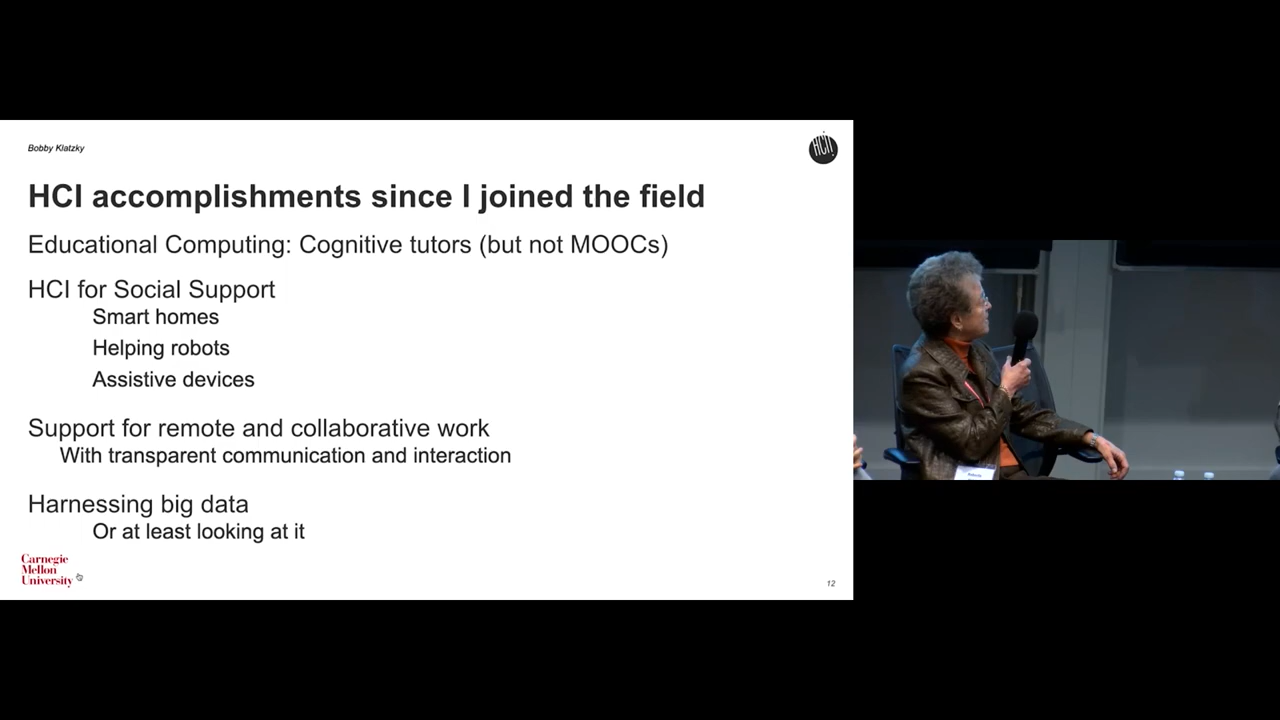 Bobby Klatzky
HCII
HCI accomplishments since I joined the field
Educational Computing: Cognitive tutors (but not MOOCs)
HCI for Social Support
Smart homes
Helping robots
Assistive devices
Support for remote and collaborative work
With transparent communication and interaction
Harnessing big data
Or at least looking at it
Carnegie
Mellon
University
12